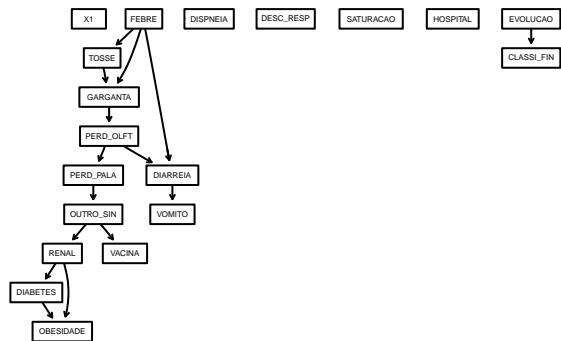 X1 FEBRE DISPNEIA DESC_RESP SATURACAO HOSPITAL EVOLUCAO
TOSSE CLASSI_FIN
GARGANTA
PERD_OLFT
PERD_PALA DIARREIA
OUTRO_SIN VOMITO
RENAL VACINA
DIABETES
OBESIDADE